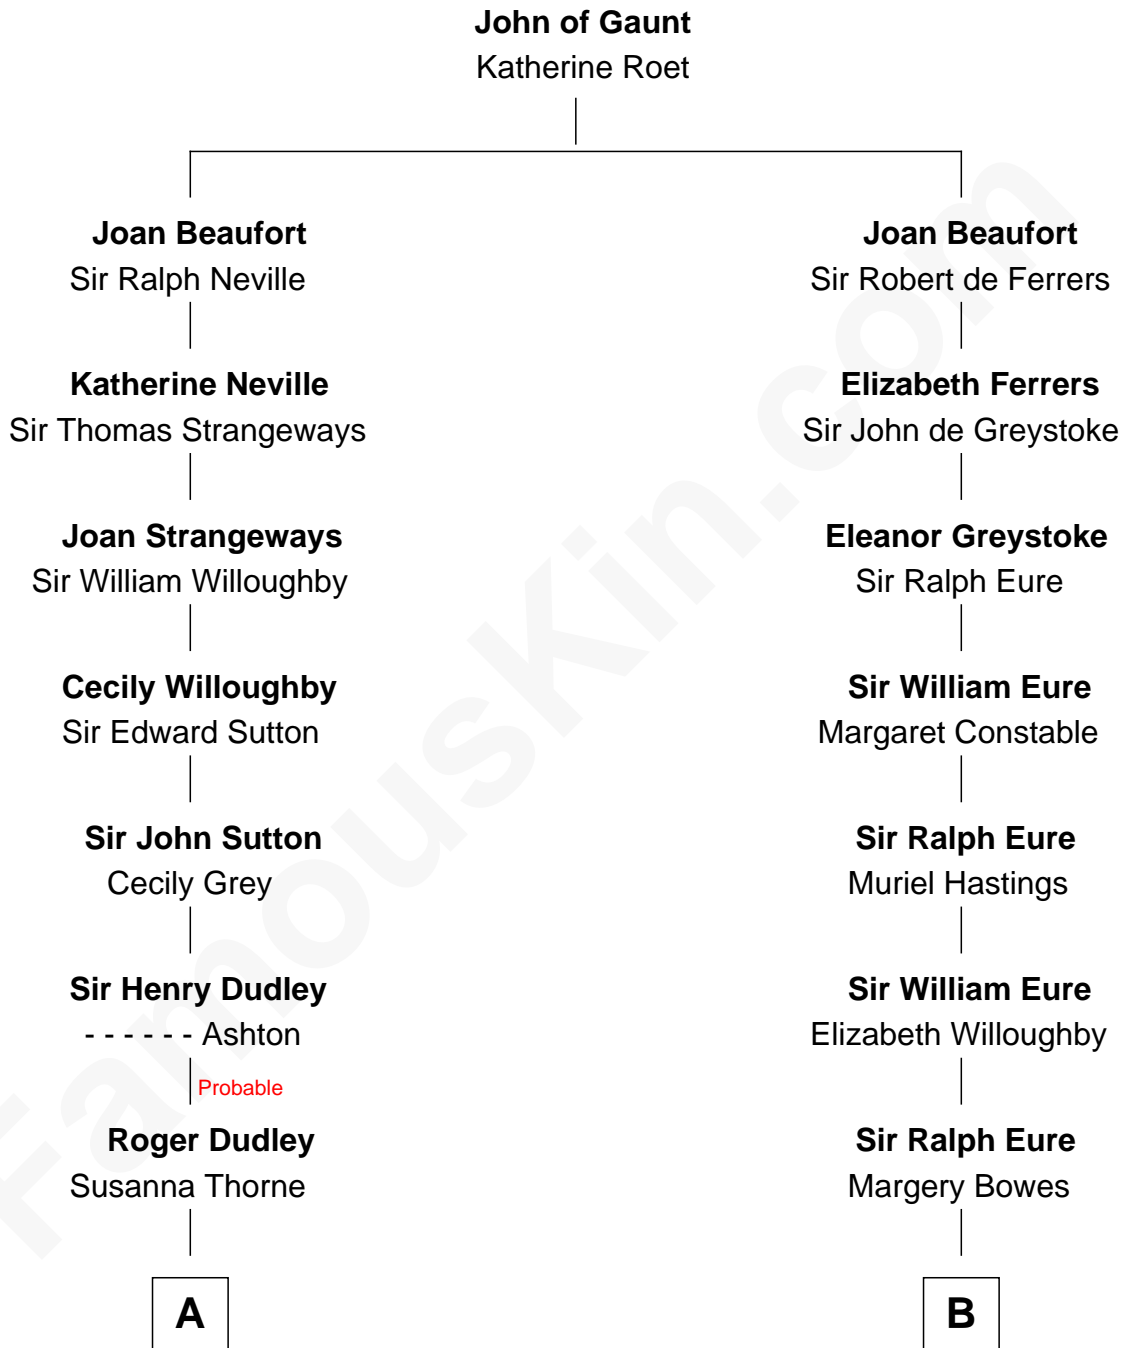 John of Gaunt
Katherine Roet
Joan Beaufort
Sir Ralph Neville
Katherine Neville
Sir Thomas Strangeways
Joan Strangeways
Sir William Willoughby
Cecily Willoughby
Sir Edward Sutton
Sir John Sutton
Cecily Grey
Sir Henry Dudley
- - - - - - Ashton
Probable
Roger Dudley
Susanna Thorne
A
Joan Beaufort
Sir Robert de Ferrers
Elizabeth Ferrers
Sir John de Greystoke
Eleanor Greystoke
Sir Ralph Eure
Sir William Eure
Margaret Constable
Sir Ralph Eure
Muriel Hastings
Sir William Eure
Elizabeth Willoughby
Sir Ralph Eure
Margery Bowes
B
FamousKin.com